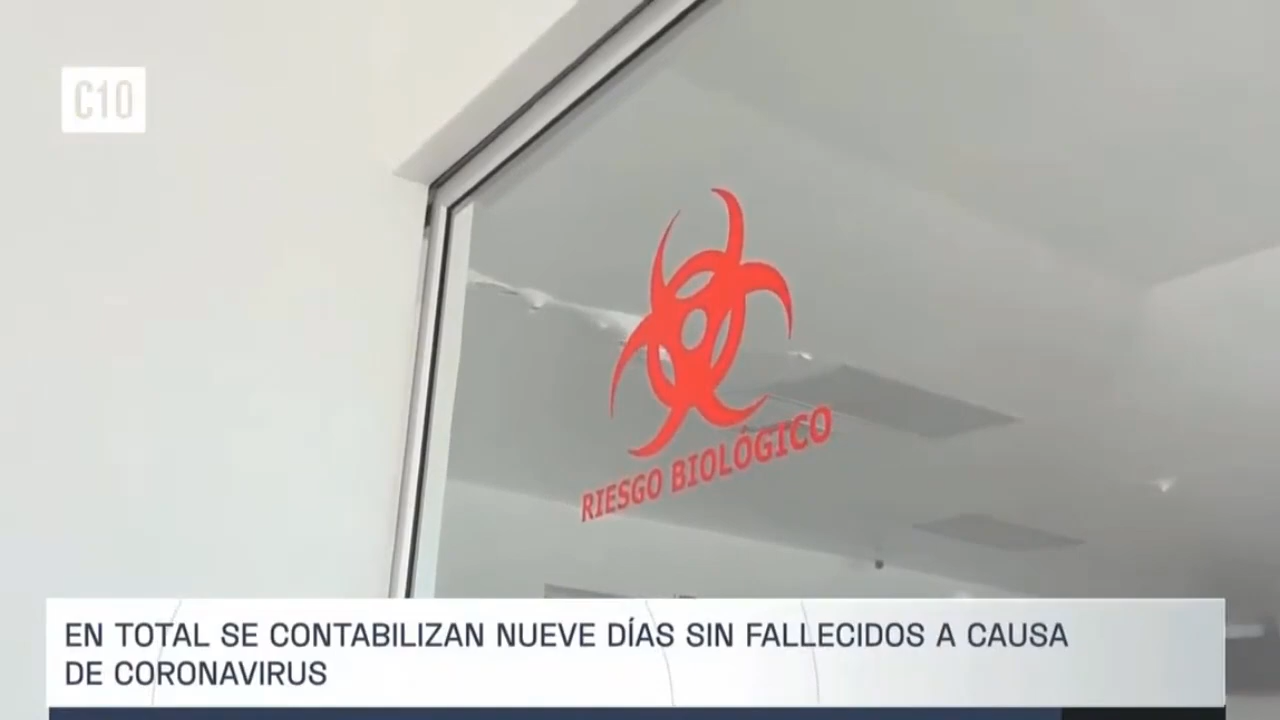 C10
RIESGO BIOLÓGICO
EN TOTAL SE CONTABILIZAN NUEVE DÍAS SIN FALLECIDOS A CAUSA
DE CORONAVIRUS